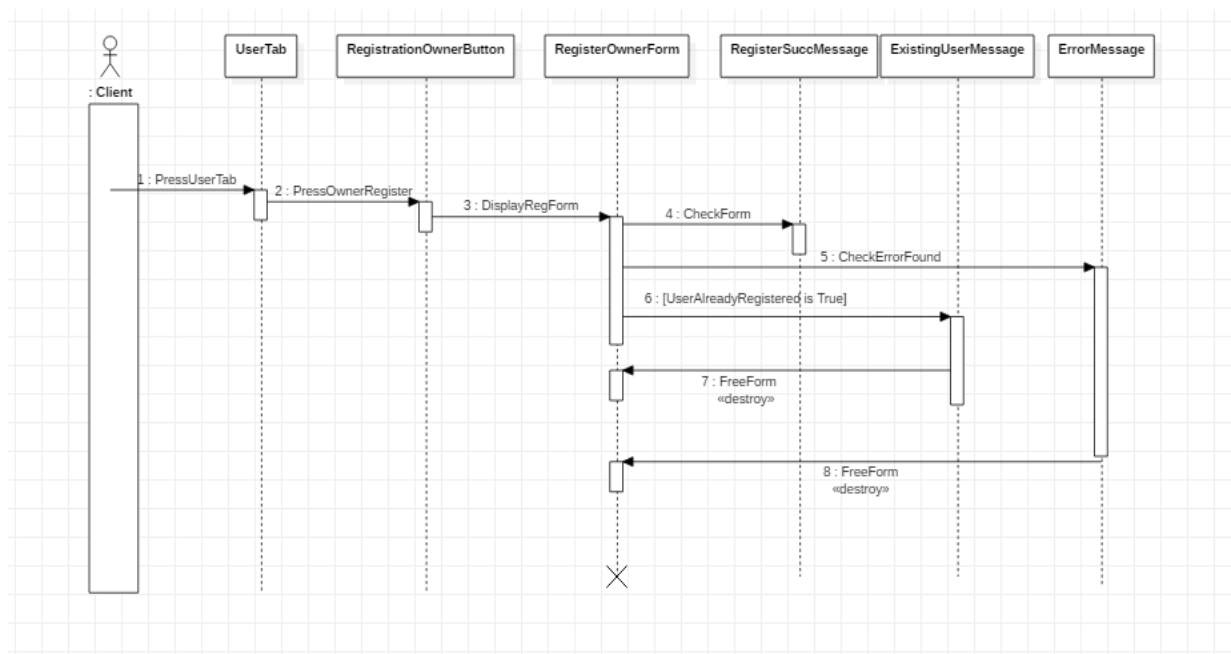 UserTab
RegistrationOwnerButton
RegisterOwnerForm
RegisterSuccMessage
ExistingUserMessage
ErrorMessage
: Client
1 : PressUserTab
2 : PressOwnerRegister
3 : DisplayRegForm
4 : CheckForm
5 : CheckErrorFound
6 : [UserAlreadyRegistered is True]
7 : FreeForm
«destroy»
8 : FreeForm
«destroy»